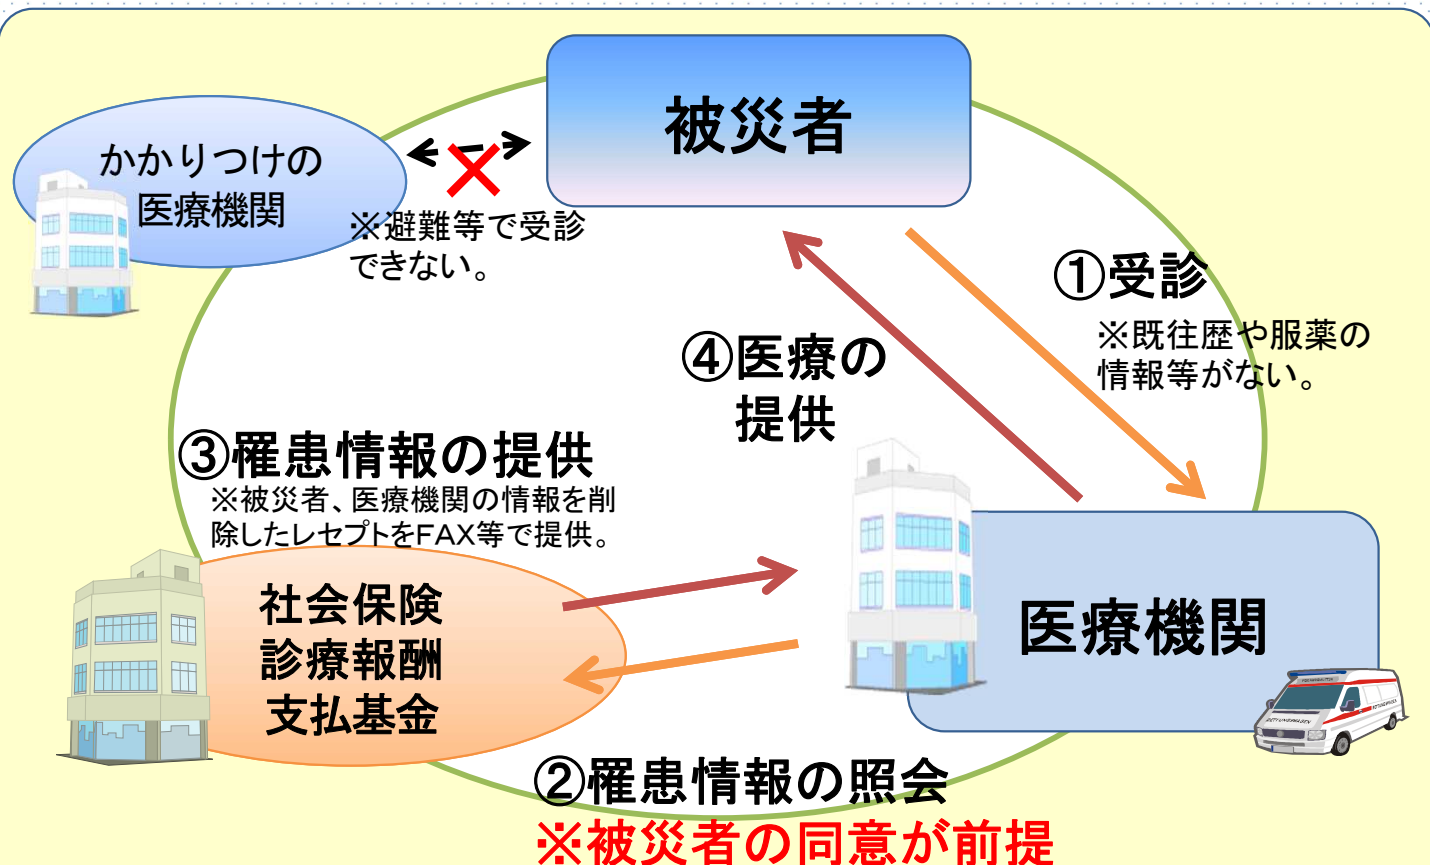 被災者
かかりつけの
医療機関
※避難等で受診
できない。
①受診
※既往歴や服薬の
情報等がない。
④医療の
提供
③罹患情報の提供
※被災者、医療機関の情報を削
除したレセプトをFAX等で提供。
社会保険
診療報酬
支払基金
医療機関
②罹患情報の照会
※被災者の同意が前提